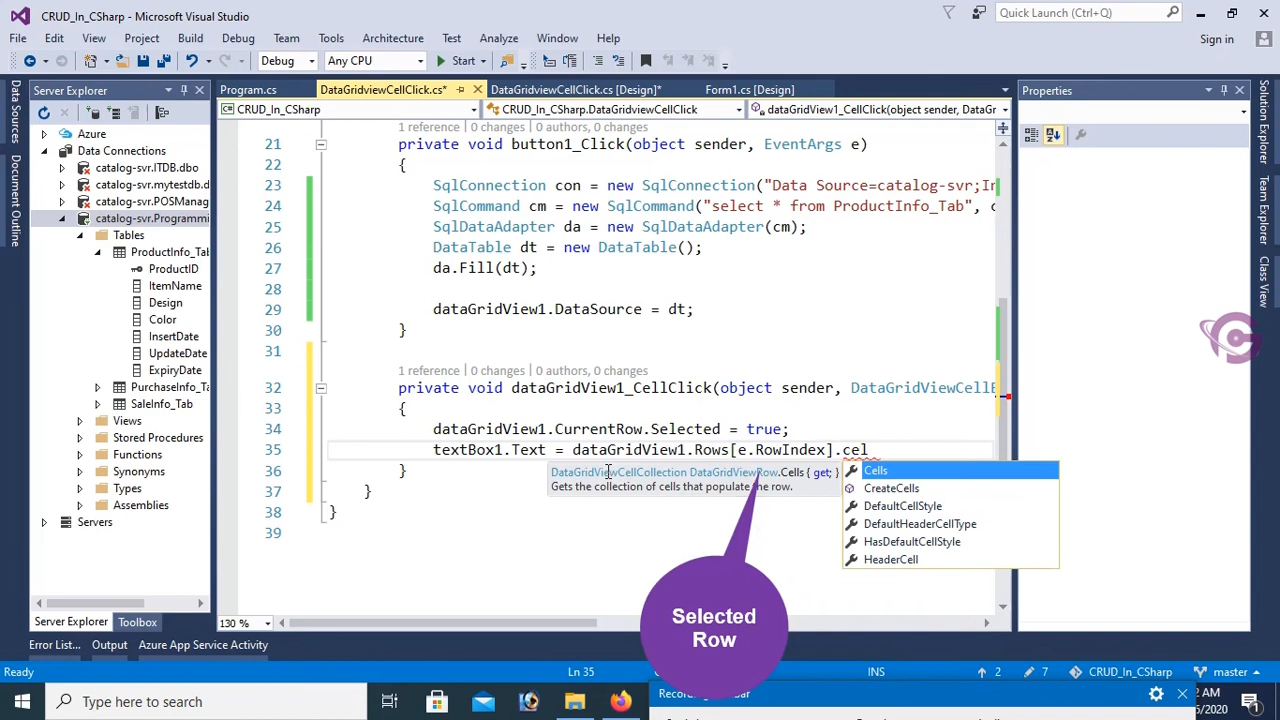 CRUD_In_CSharp - Microsoft Visual Studio
Quick Launch (Ctrl+Q)
File Edit View Project Build Debug Team Tools Architecture Test Analyze Window Help
Sign in
Debug Any CPU Start
Server Explorer
Program.cs DataGridviewCellClick.cs* DataGridviewCellClick.cs [Design]* Form1.cs [Design]
Properties
CRUD_In_CSharp CRUD_In_CSharp.DataGridviewCellClick dataGridView1_CellClick(object sender, DataGr
Data Sources
Document Outline
Azure
Data Connections
catalog-svr.ITDB.dbo
catalog-svr.mytestdb.d
catalog-svr.POSManag
catalog-svr.Programmi
Tables
ProductInfo_Tab
ProductID
ItemName
Design
Color
InsertDate
UpdateDate
ExpiryDate
PurchaseInfo_Ta
SaleInfo_Tab
Views
Stored Procedures
Functions
Synonyms
Types
Assemblies
Servers
1 reference | 0 changes | 0 authors, 0 changes
21 private void button1_Click(object sender, EventArgs e)
22 {
23 SqlConnection con = new SqlConnection("Data Source=catalog-svr;In
24 SqlCommand cm = new SqlCommand("select * from ProductInfo_Tab", c
25 SqlDataAdapter da = new SqlDataAdapter(cm);
26 DataTable dt = new DataTable();
27 da.Fill(dt);
28
29 dataGridView1.DataSource = dt;
30 }
31
1 reference | 0 changes | 0 authors, 0 changes
32 private void dataGridView1_CellClick(object sender, DataGridViewCellE
33 {
34 dataGridView1.CurrentRow.Selected = true;
35 textBox1.Text = dataGridView1.Rows[e.RowIndex].cel
36 }
37 }
38 }
39
DataGridViewCellCollection DataGridViewRow.Cells { get; }
Gets the collection of cells that populate the row.
Cells
CreateCells
DefaultCellStyle
DefaultHeaderCellType
HasDefaultCellStyle
HeaderCell
Selected
Row
Solution Explorer
Team Explorer
Class View
130 %
Server Explorer Toolbox
Error List... Output Azure App Service Activity
Ready Ln 35 INS 2 7 CRUD_In_CSharp master
Type here to search